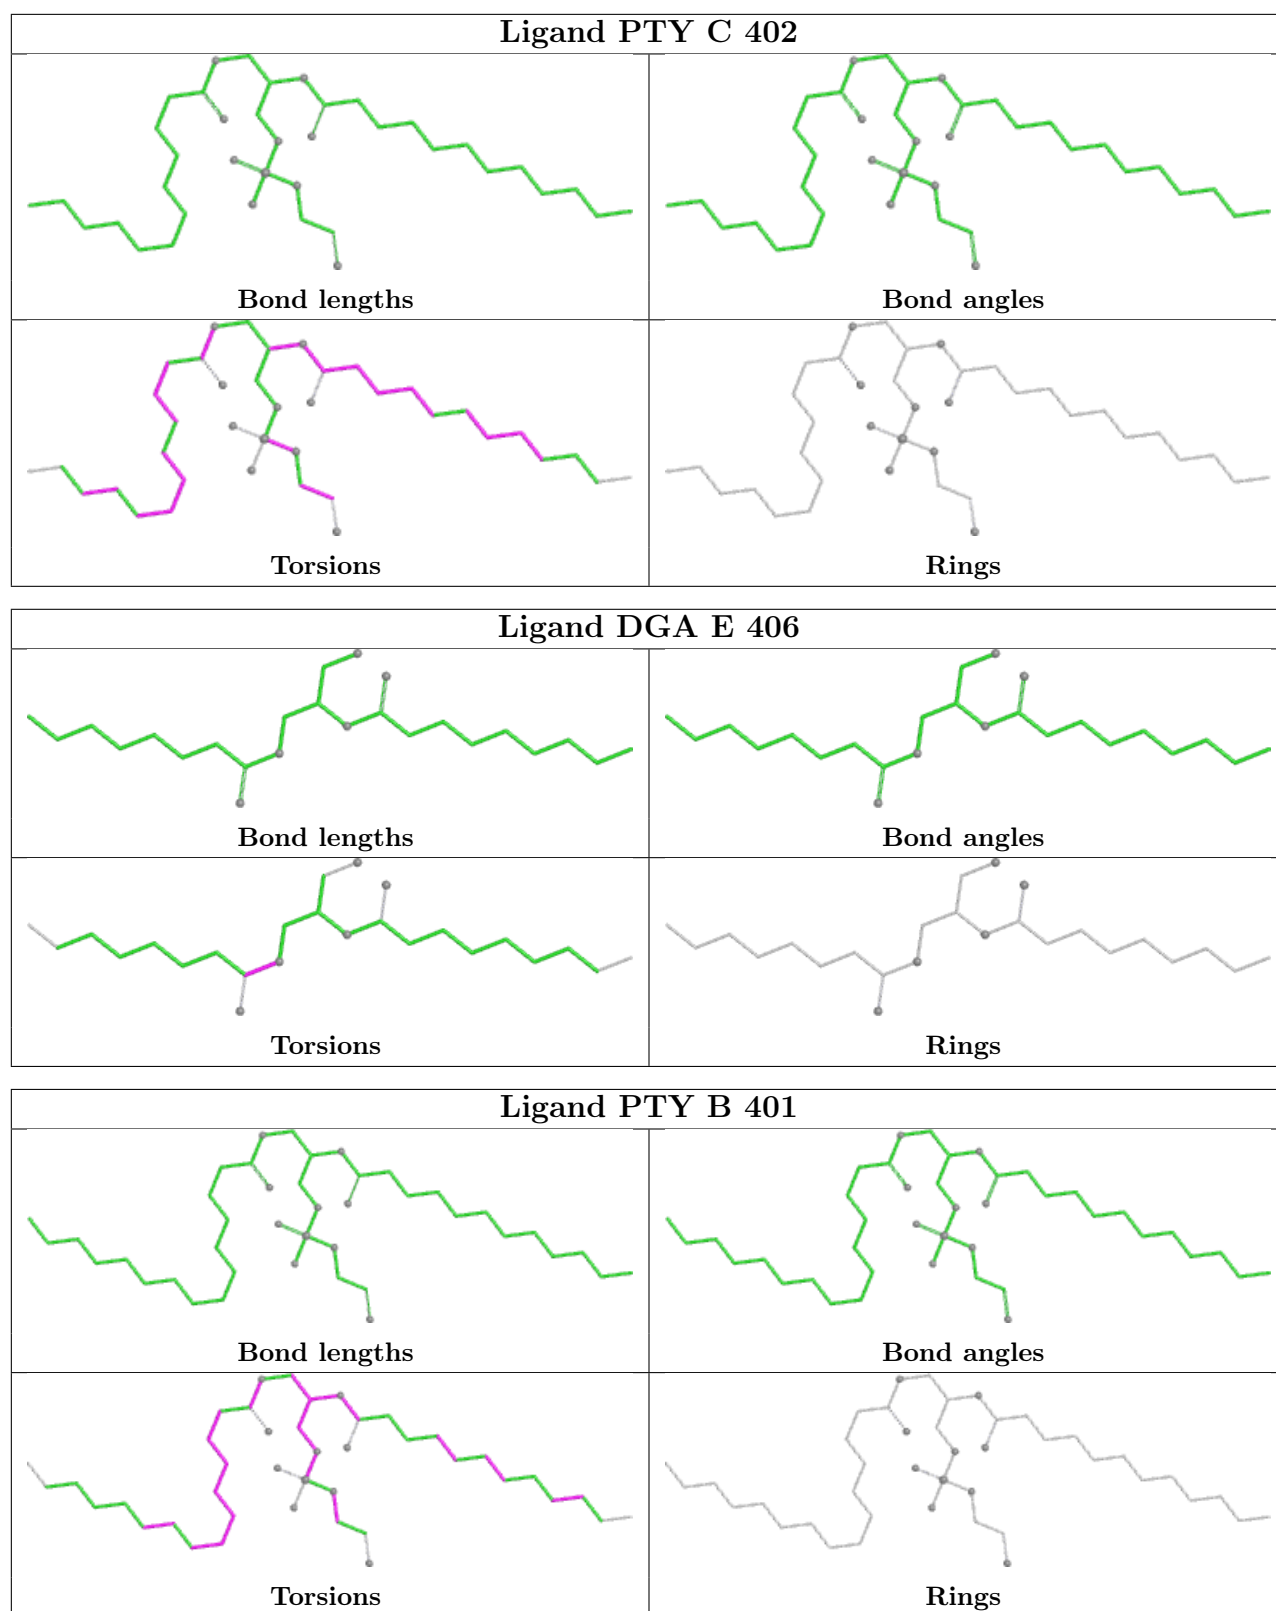 Ligand PTY C 402
Bond lengths
Bond angles
Torsions
Rings
Ligand DGA E 406
Bond lengths
Bond angles
Torsions
Rings
Ligand PTY B 401
Bond lengths
Bond angles
Torsions
Rings